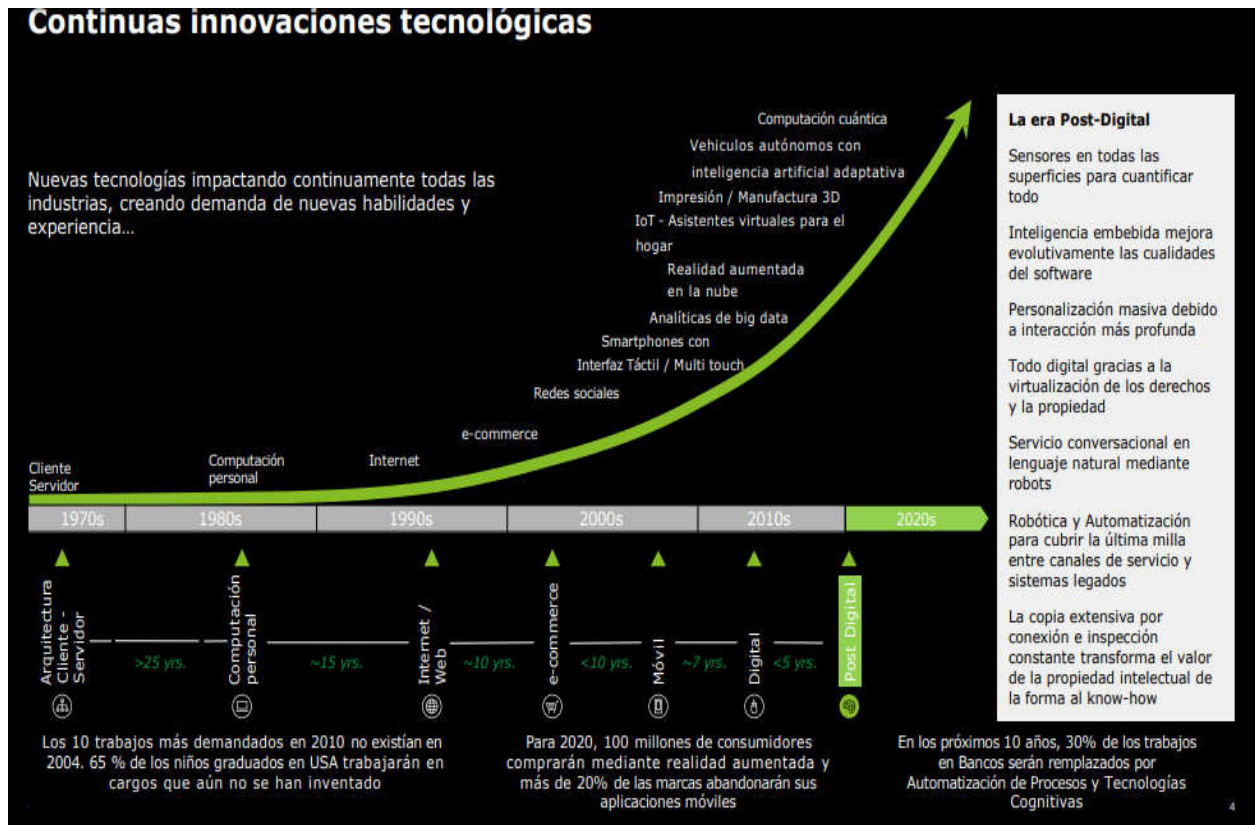 Continuas innovaciones tecnológicas
Nuevas tecnologías impactando continuamente todas las
industrias, creando demanda de nuevas habilidades y
experiencia...
Computación cuántica
Vehiculos autónomos con
inteligencia artificial adaptativa
Impresión / Manufactura 3D
IoT - Asistentes virtuales para el
hogar
Realidad aumentada
en la nube
Analíticas de big data
Smartphones con
Interfaz Táctil / Multi touch
Redes sociales
e-commerce
Internet
Computación
personal
Cliente
Servidor
1970s
1980s
1990s
2000s
2010s
2020s
Arquitectura
Cliente -
Servidor
>25 yrs.
Computación
personal
~15 yrs.
Internet /
Web
~10 yrs.
e-commerce
<10 yrs.
Móvil
~7 yrs.
Digital
<5 yrs.
Post Digital
Los 10 trabajos más demandados en 2010 no existían en
2004. 65 % de los niños graduados en USA trabajarán en
cargos que aún no se han inventado
Para 2020, 100 millones de consumidores
comprarán mediante realidad aumentada y
más de 20% de las marcas abandonarán sus
aplicaciones móviles
En los próximos 10 años, 30% de los trabajos
en Bancos serán remplazados por
Automatización de Procesos y Tecnologías
Cognitivas
La era Post-Digital
Sensores en todas las
superficies para cuantificar
todo
Inteligencia embebida mejora
evolutivamente las cualidades
del software
Personalización masiva debido
a interacción más profunda
Todo digital gracias a la
virtualización de los derechos
y la propiedad
Servicio conversacional en
lenguaje natural mediante
robots
Robótica y Automatización
para cubrir la última milla
entre canales de servicio y
sistemas legados
La copia extensiva por
conexión e inspección
constante transforma el valor
de la propiedad intelectual de
la forma al know-how
4